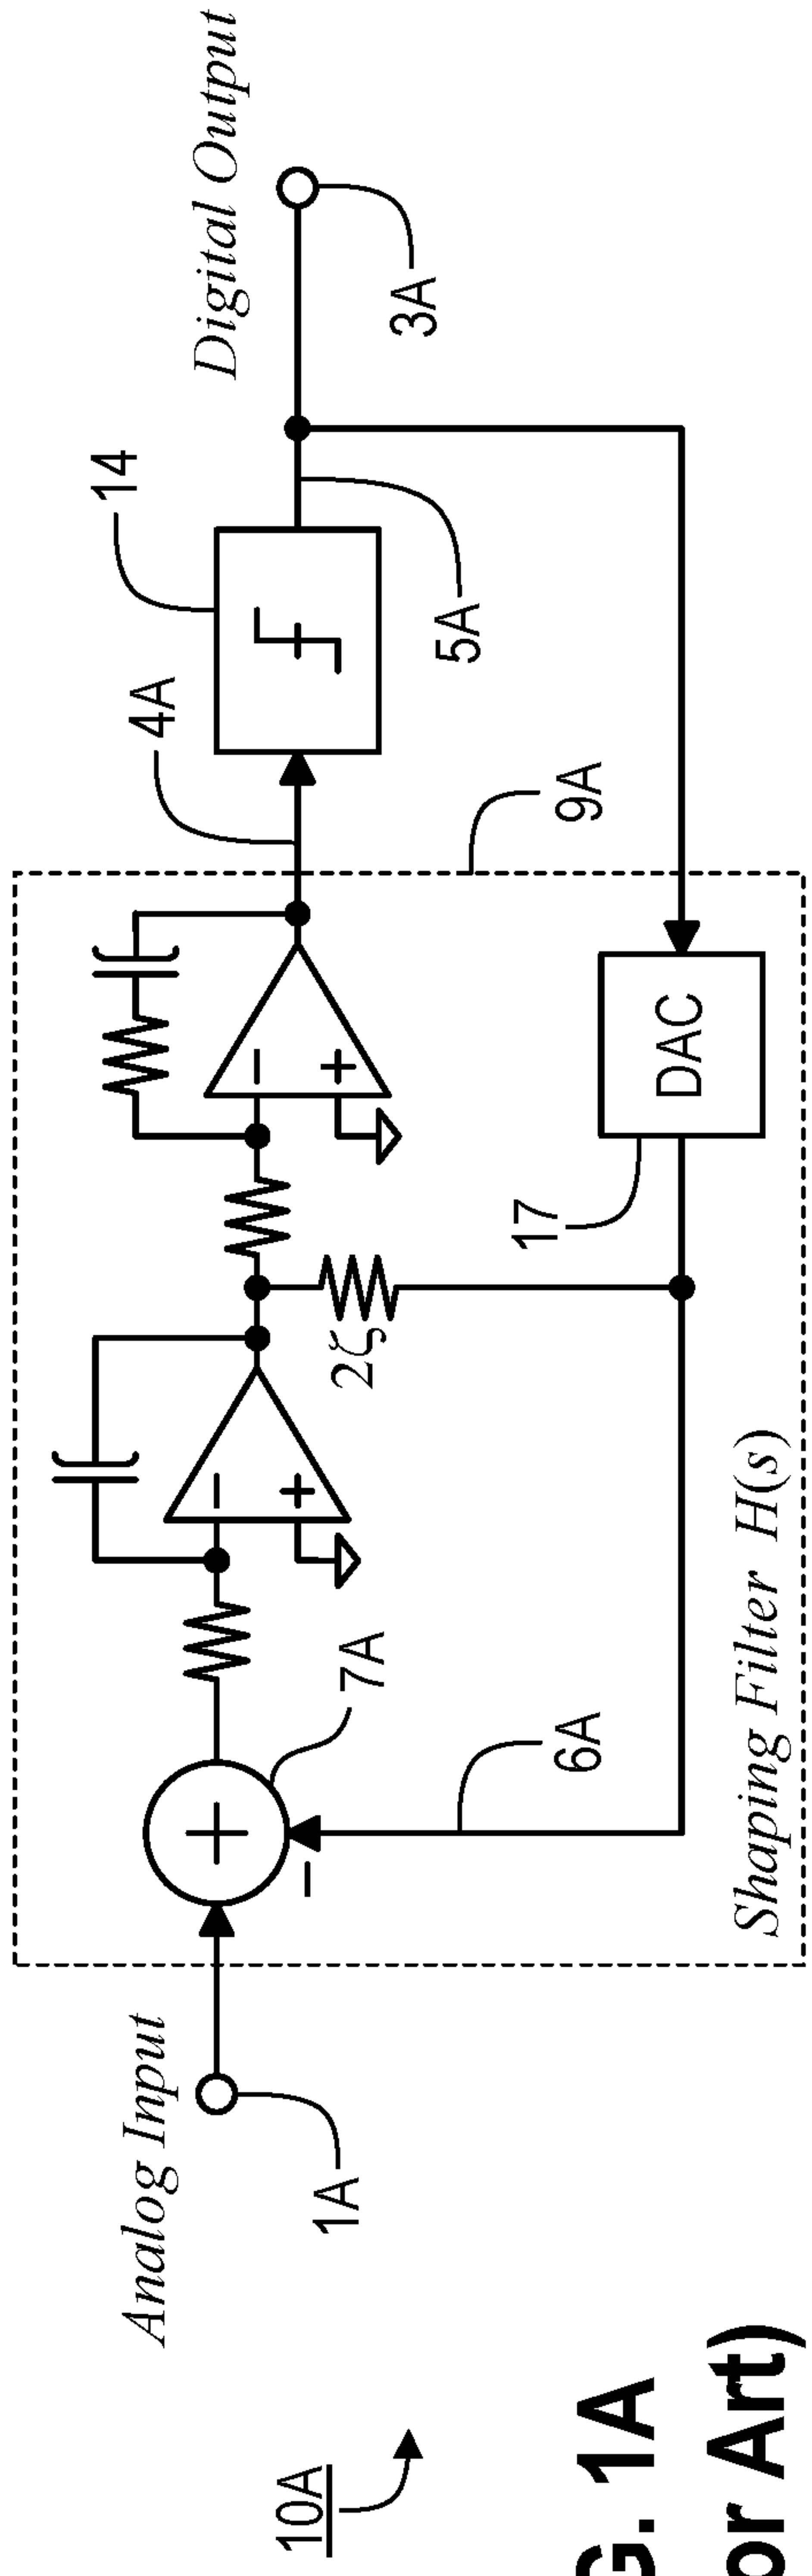 10A
Analog Input
1A
7A
6A
2ζ
17
DAC
Shaping Filter H(s)
9A
4A
14
5A
Digital Output
3A
G. 1A
or Art)